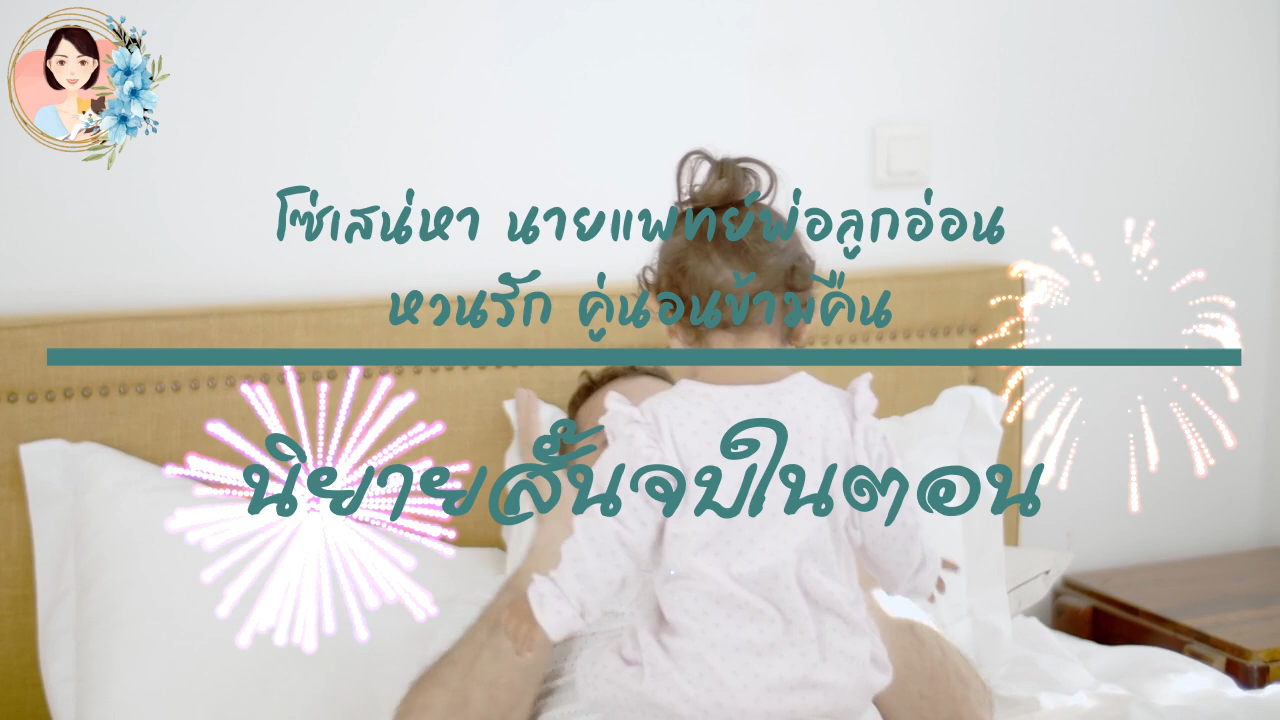 โซ่เสน่หา นายแพทย์พ่อลูกอ่อน
หวนรัก คู่นอนข้ามคืน
นิยายสั้นจบในตอน